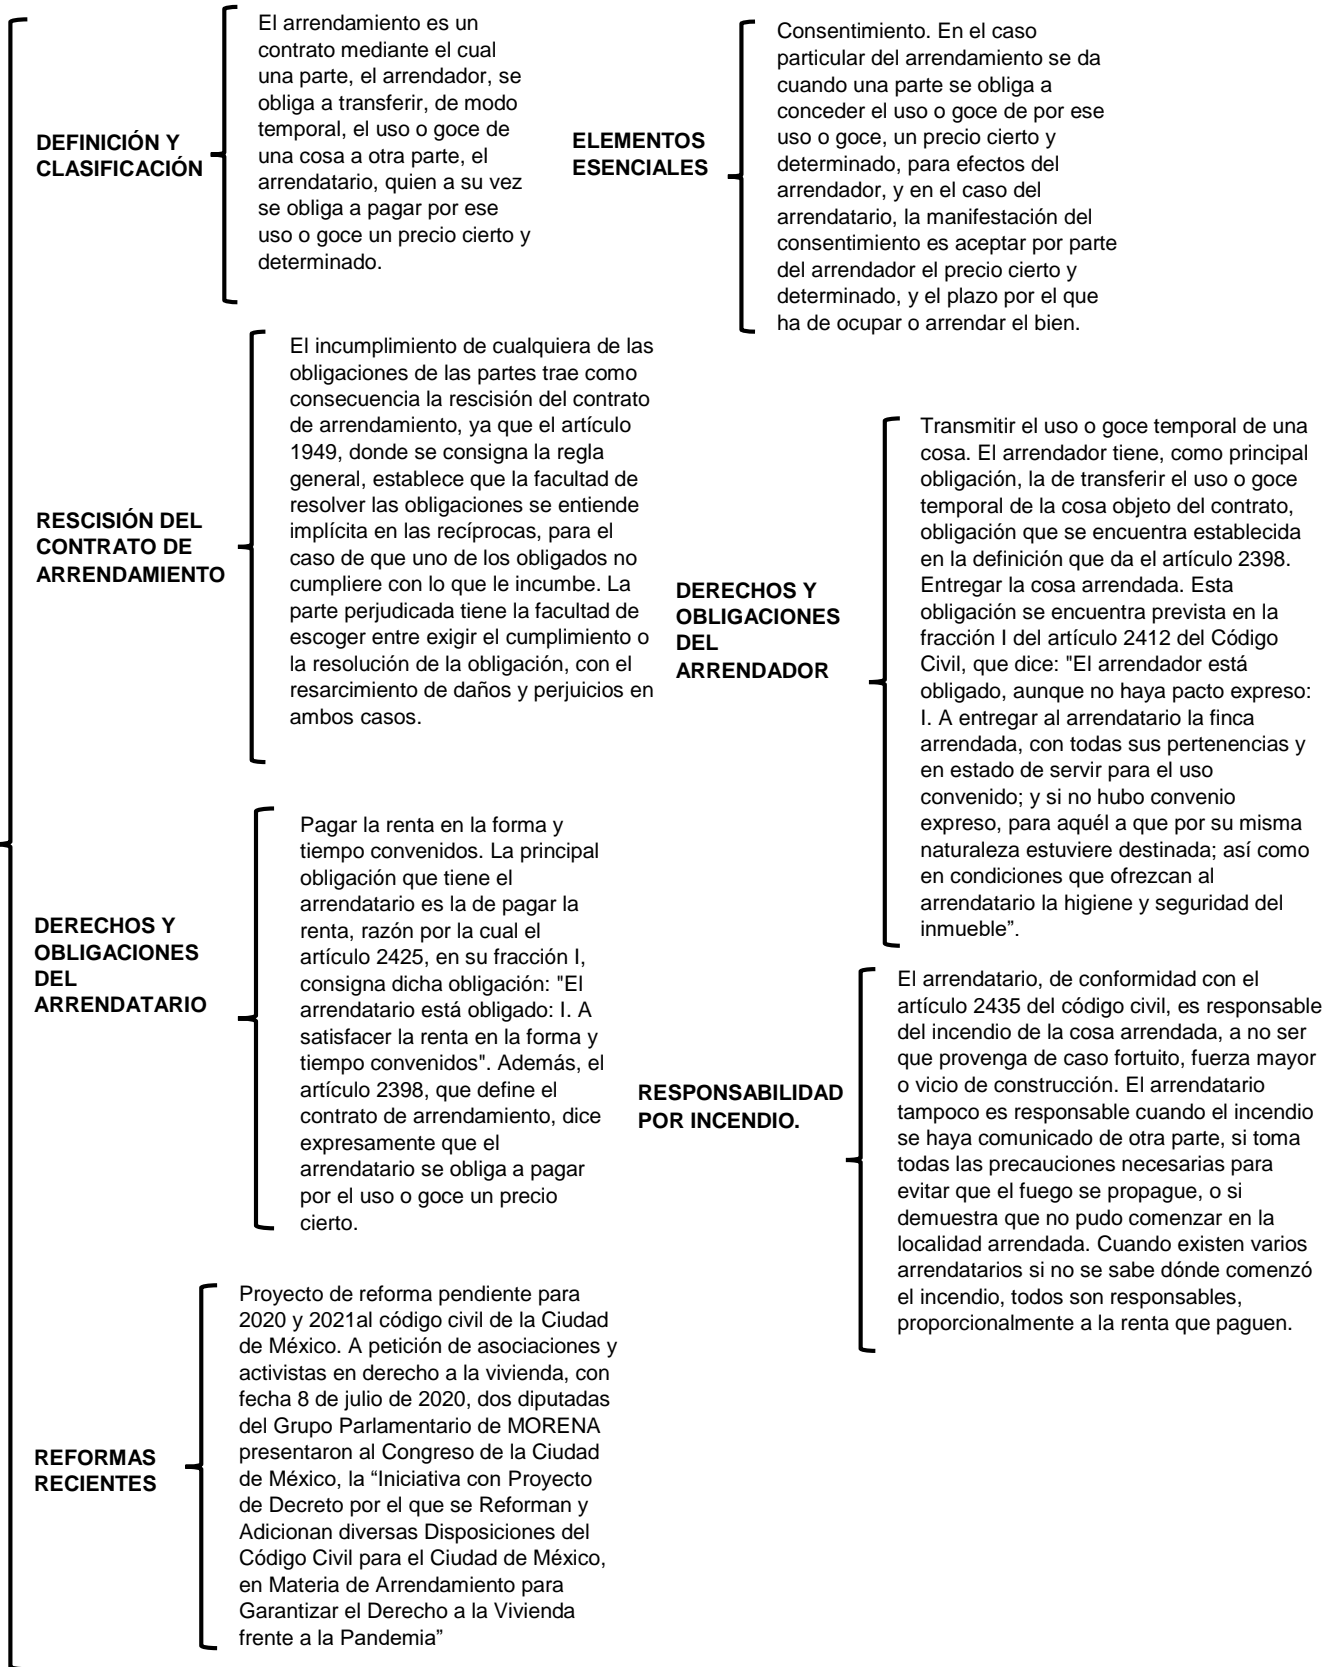 DEFINICIÓN Y
CLASIFICACIÓN
El arrendamiento es un
contrato mediante el cual
una parte, el arrendador, se
obliga a transferir, de modo
temporal, el uso o goce de
una cosa a otra parte, el
arrendatario, quien a su vez
se obliga a pagar por ese
uso o goce un precio cierto y
determinado.
ELEMENTOS
ESENCIALES
Consentimiento. En el caso
particular del arrendamiento se da
cuando una parte se obliga a
conceder el uso o goce de por ese
uso o goce, un precio cierto y
determinado, para efectos del
arrendador, y en el caso del
arrendatario, la manifestación del
consentimiento es aceptar por parte
del arrendador el precio cierto y
determinado, y el plazo por el que
ha de ocupar o arrendar el bien.
RESCISIÓN DEL
CONTRATO DE
ARRENDAMIENTO
El incumplimiento de cualquiera de las
obligaciones de las partes trae como
consecuencia la rescisión del contrato
de arrendamiento, ya que el artículo
1949, donde se consigna la regla
general, establece que la facultad de
resolver las obligaciones se entiende
implícita en las recíprocas, para el
caso de que uno de los obligados no
cumpliere con lo que le incumbe. La
parte perjudicada tiene la facultad de
escoger entre exigir el cumplimiento o
la resolución de la obligación, con el
resarcimiento de daños y perjuicios en
ambos casos.
DERECHOS Y
OBLIGACIONES
DEL
ARRENDADOR
Transmitir el uso o goce temporal de una
cosa. El arrendador tiene, como principal
obligación, la de transferir el uso o goce
temporal de la cosa objeto del contrato,
obligación que se encuentra establecida
en la definición que da el artículo 2398.
Entregar la cosa arrendada. Esta
obligación se encuentra prevista en la
fracción I del artículo 2412 del Código
Civil, que dice: "El arrendador está
obligado, aunque no haya pacto expreso:
I. A entregar al arrendatario la finca
arrendada, con todas sus pertenencias y
en estado de servir para el uso
convenido; y si no hubo convenio
expreso, para aquél a que por su misma
naturaleza estuviere destinada; así como
en condiciones que ofrezcan al
arrendatario la higiene y seguridad del
inmueble”.
DERECHOS Y
OBLIGACIONES
DEL
ARRENDATARIO
Pagar la renta en la forma y
tiempo convenidos. La principal
obligación que tiene el
arrendatario es la de pagar la
renta, razón por la cual el
artículo 2425, en su fracción I,
consigna dicha obligación: "El
arrendatario está obligado: I. A
satisfacer la renta en la forma y
tiempo convenidos". Además, el
artículo 2398, que define el
contrato de arrendamiento, dice
expresamente que el
arrendatario se obliga a pagar
por el uso o goce un precio
cierto.
RESPONSABILIDAD
POR INCENDIO.
El arrendatario, de conformidad con el
artículo 2435 del código civil, es responsable
del incendio de la cosa arrendada, a no ser
que provenga de caso fortuito, fuerza mayor
o vicio de construcción. El arrendatario
tampoco es responsable cuando el incendio
se haya comunicado de otra parte, si toma
todas las precauciones necesarias para
evitar que el fuego se propague, o si
demuestra que no pudo comenzar en la
localidad arrendada. Cuando existen varios
arrendatarios si no se sabe dónde comenzó
el incendio, todos son responsables,
proporcionalmente a la renta que paguen.
REFORMAS
RECIENTES
Proyecto de reforma pendiente para
2020 y 2021al código civil de la Ciudad
de México. A petición de asociaciones y
activistas en derecho a la vivienda, con
fecha 8 de julio de 2020, dos diputadas
del Grupo Parlamentario de MORENA
presentaron al Congreso de la Ciudad
de México, la “Iniciativa con Proyecto
de Decreto por el que se Reforman y
Adicionan diversas Disposiciones del
Código Civil para el Ciudad de México,
en Materia de Arrendamiento para
Garantizar el Derecho a la Vivienda
frente a la Pandemia”